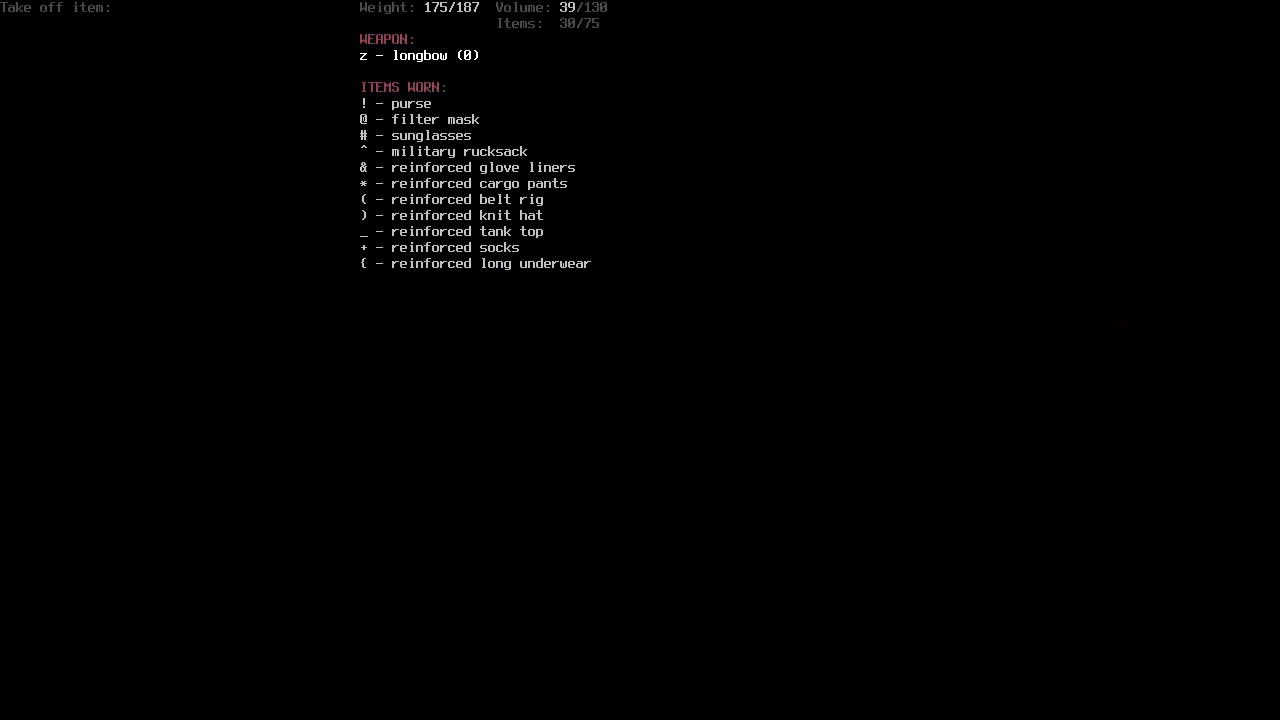 Take off item: Weight: 175/187 Volume: 39/130
Items: 30/75
WEAPON:
z - longbow (0)
ITEMS WORN:
! - purse
@ - filter mask
# - sunglasses
^ - military rucksack
& - reinforced glove liners
* - reinforced cargo pants
( - reinforced belt rig
) - reinforced knit hat
_ - reinforced tank top
+ - reinforced socks
{ - reinforced long underwear